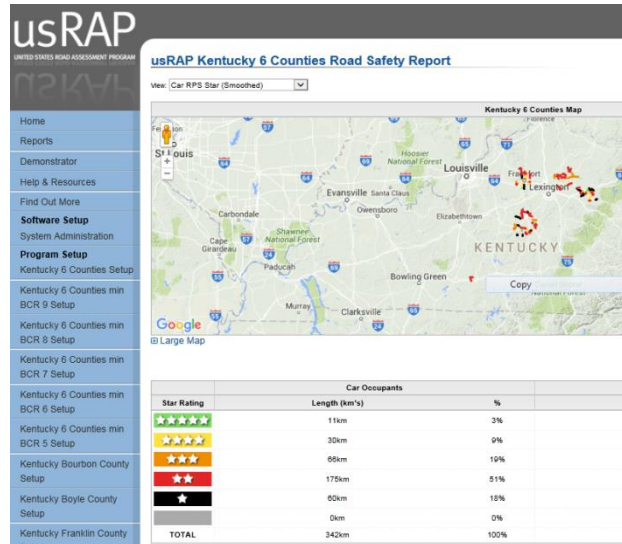 usRAP
UNITED STATES ROAD ASSESSMENT PROGRAM
Home
Reports
Demonstrator
Help & Resources
Find Out More
Software Setup
System Administration
Program Setup
Kentucky 6 Counties Setup
Kentucky 6 Counties min
BCR 9 Setup
Kentucky 6 Counties min
BCR 8 Setup
Kentucky 6 Counties min
BCR 7 Setup
Kentucky 6 Counties min
BCR 6 Setup
Kentucky 6 Counties min
BCR 5 Setup
Kentucky Bourbon County
Setup
Kentucky Boyle County
Setup
Kentucky Franklin County
usRAP Kentucky 6 Counties Road Safety Report
View: Car RPS Star (Smoothed)
Kentucky 6 Counties Map
Florence
Hoosier
National Forest
Louisville
Lexington
Evansville
Santa Claus
Owensboro
Elizabethtown
Carbondale
Shawnee
National Forest
Cape
Girardeau
KENTUCKY
Paducah
Bowling Green
Copy
Murray
Clarksville
Google
Large Map
Car Occupants
Star Rating Length (km's) %
11km 3%
30km 9%
66km 19%
175km 51%
60km 18%
0km 0%
TOTAL 342km 100%